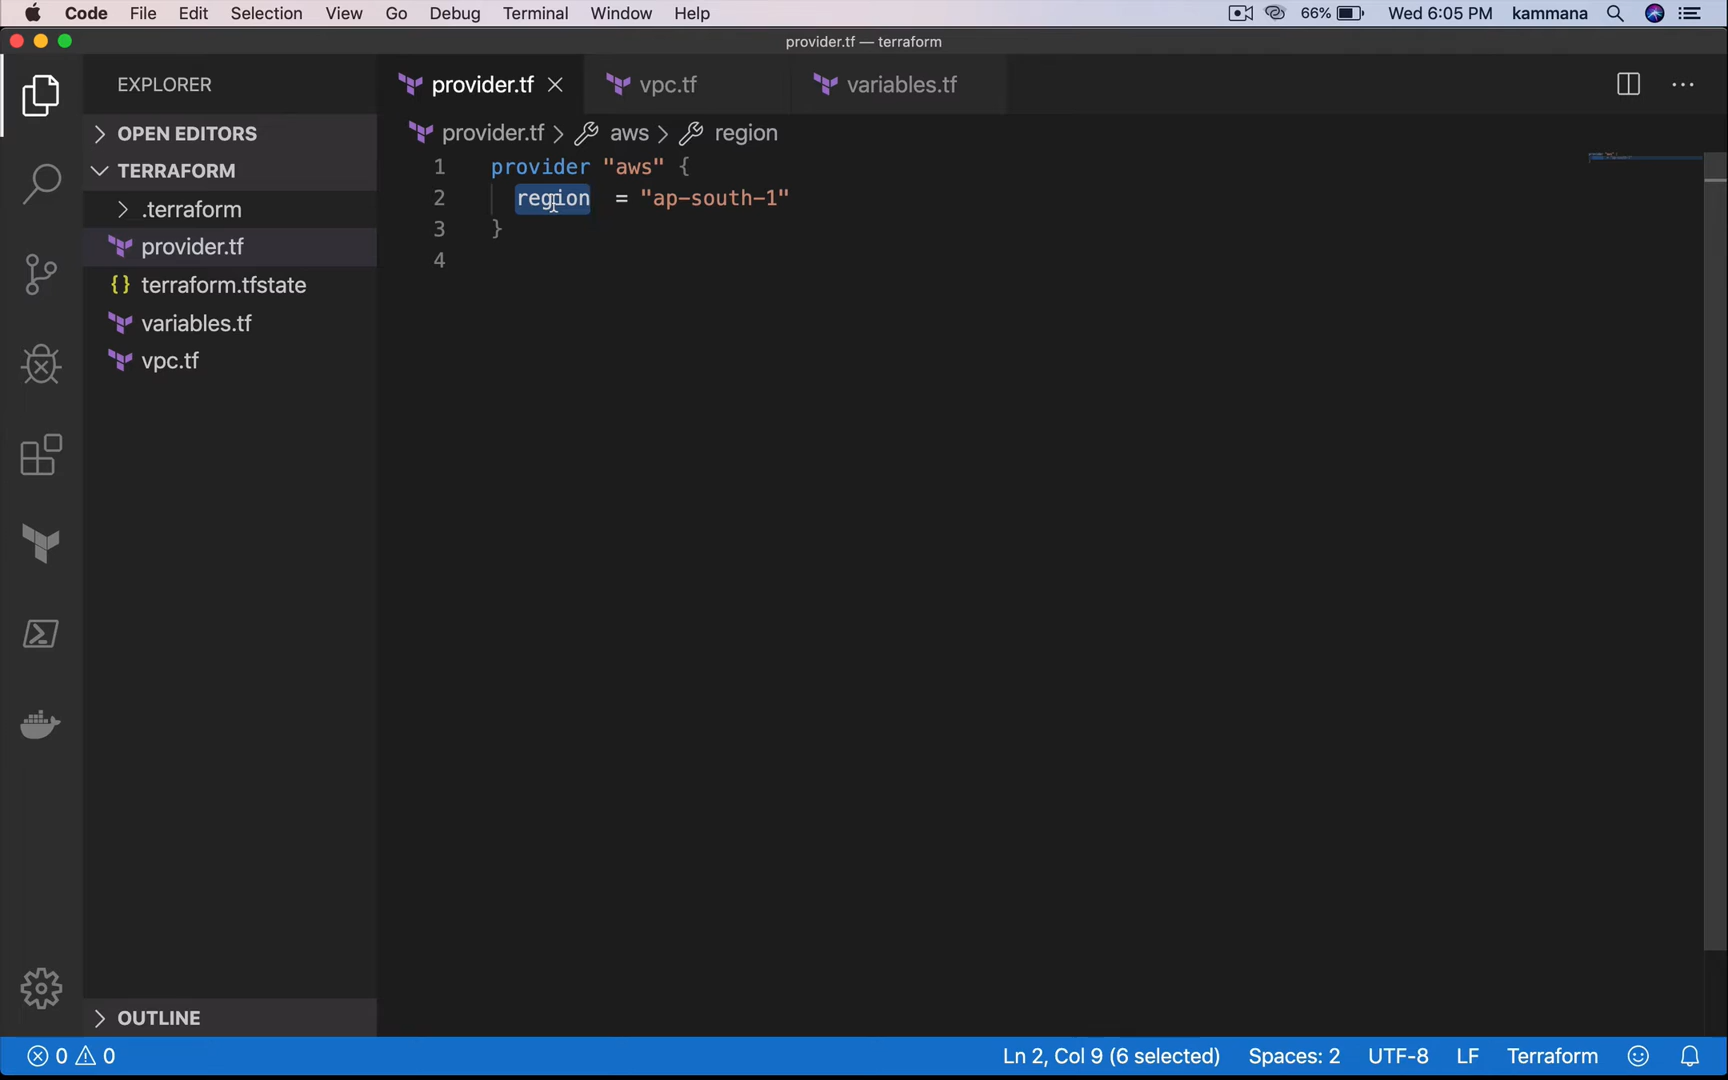 Code File Edit Selection View Go Debug Terminal Window Help 66% Wed 6:05 PM kammana
provider.tf — terraform
EXPLORER
OPEN EDITORS
TERRAFORM
.terraform
provider.tf
terraform.tfstate
variables.tf
vpc.tf
OUTLINE
provider.tf vpc.tf variables.tf
provider.tf > aws > region
1 provider "aws" {
2 region = "ap-south-1"
3 }
4
0 0 Ln 2, Col 9 (6 selected) Spaces: 2 UTF-8 LF Terraform